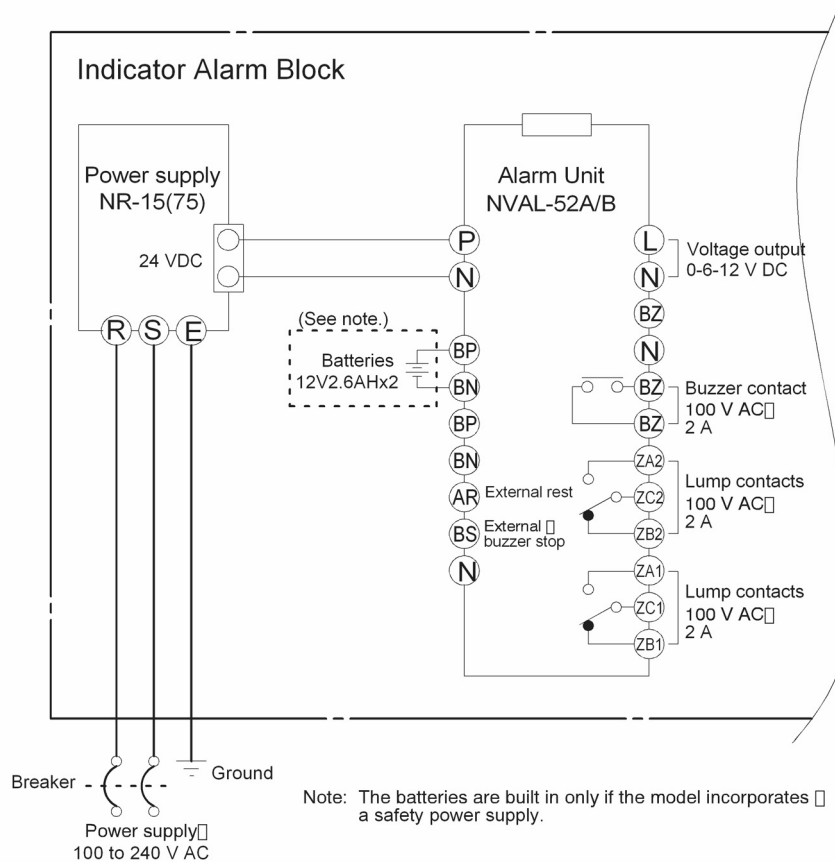 Indicator Alarm Block
Power supply
NR-15(75)
24 VDC
R S E
Alarm Unit
NVAL-52A/B
P
N
(See note.)
Batteries
12V2.6AHx2
BP
BN
BP
BN
AR External rest
BS External
buzzer stop
N
L
N
Voltage output
0-6-12 V DC
BZ
N
BZ
BZ
Buzzer contact
100 V AC
2 A
ZA2
ZC2
ZB2
Lump contacts
100 V AC
2 A
ZA1
ZC1
ZB1
Lump contacts
100 V AC
2 A
Breaker
Ground
Power supply
100 to 240 V AC
Note: The batteries are built in only if the model incorporates
a safety power supply.